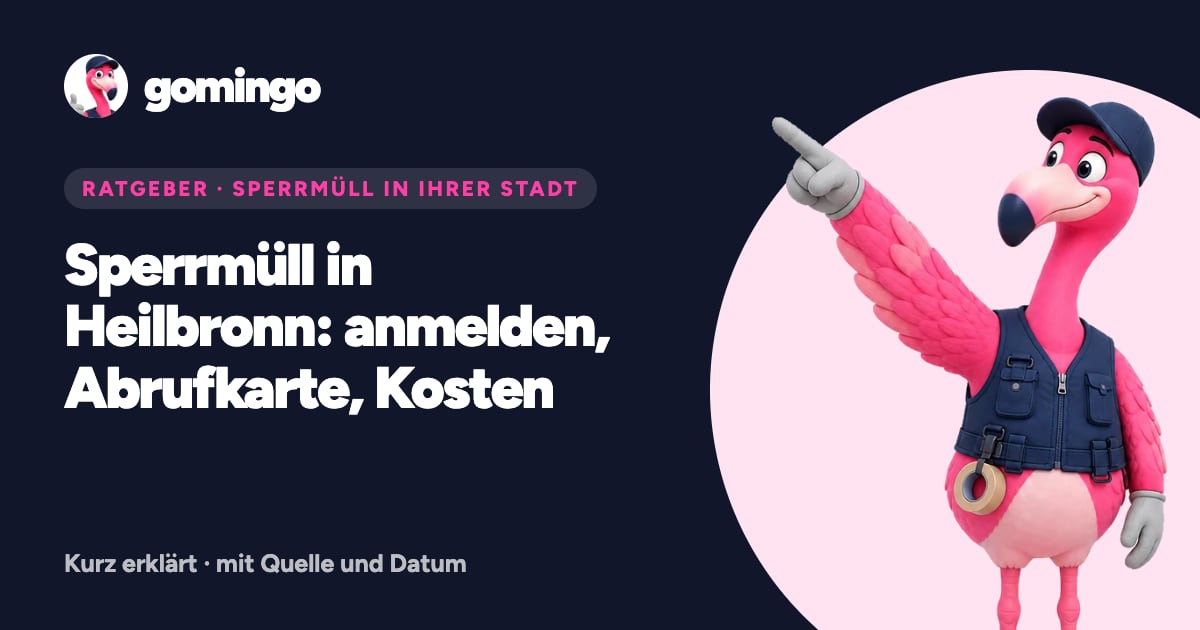 gomingo
RATGEBER · SPERRMÜLL IN IHRER STADT
Sperrmüll in
Heilbronn: anmelden,
Abrufkarte, Kosten
Kurz erklärt · mit Quelle und Datum